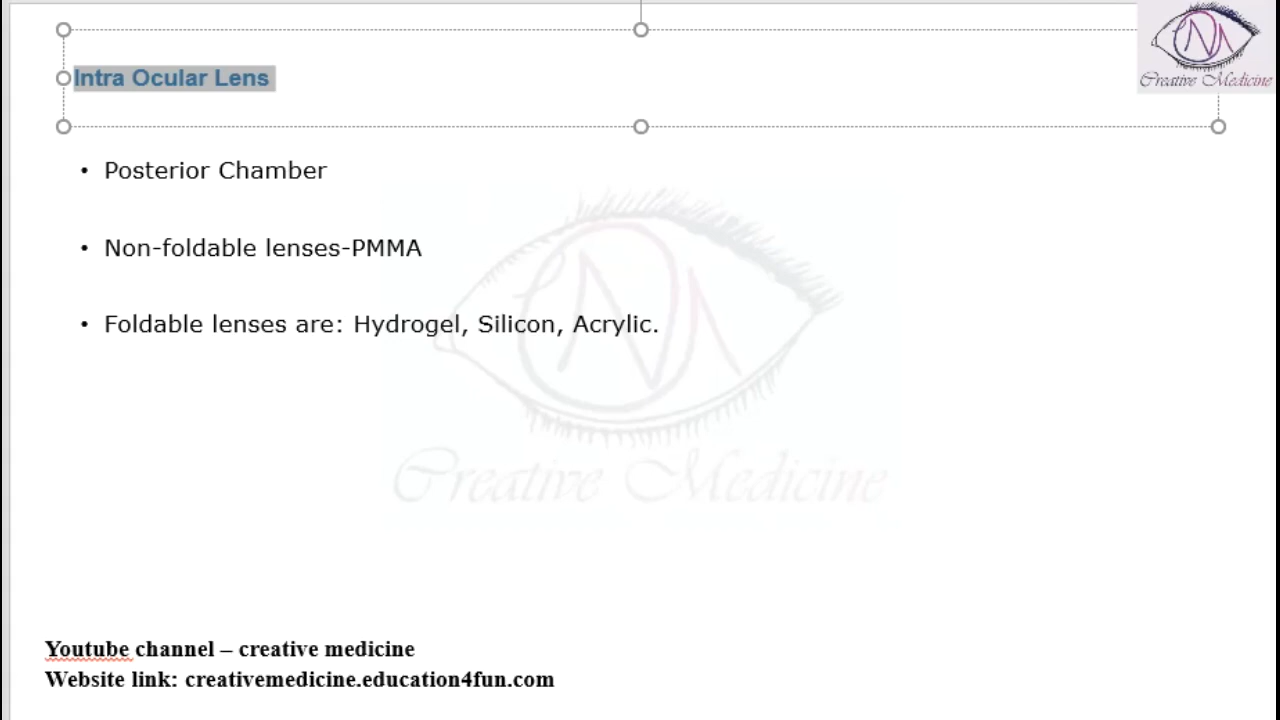 Intra Ocular Lens
Creative Medicine
• Posterior Chamber
• Non-foldable lenses-PMMA
• Foldable lenses are: Hydrogel, Silicon, Acrylic.
Creative Medicine
Youtube channel – creative medicine
Website link: creativemedicine.education4fun.com